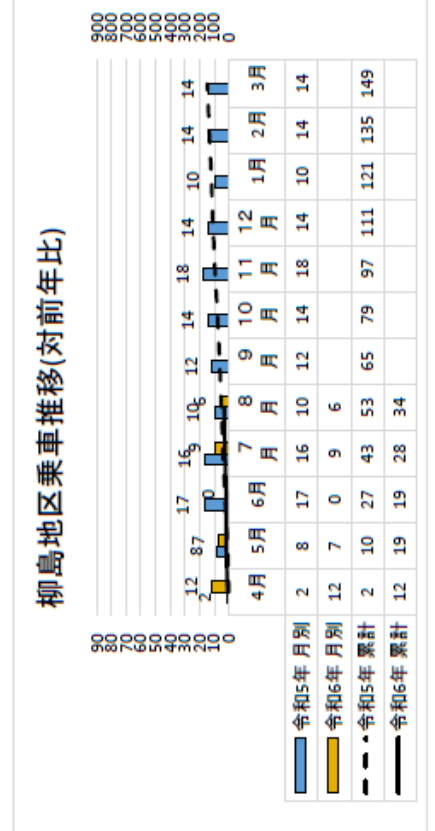 柳島地区乗車推移(対前年比)
90 900
80 800
70 700
60 600
50 500
40 400
30 300
20 200
10 100
0 0
2 12 8 7 17 0 16 9 10 6 12 14 18 14 10 14 14
4月 5月 6月 7月 8月 9月 10月 11月 12月 1月 2月 3月
令和5年 月別 2 8 17 16 10 12 14 18 14 10 14 14
令和6年 月別 12 7 0 9 6
令和5年 累計 2 10 27 43 53 65 79 97 111 121 135 149
令和6年 累計 12 19 19 28 34